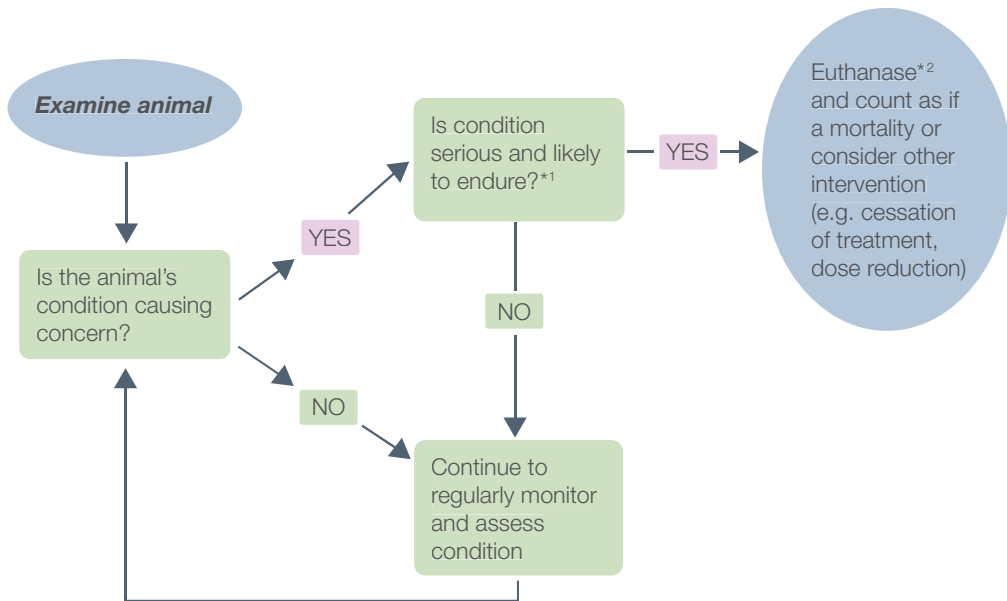 Examine animal
Is the animal's
condition causing
concern?
YES
NO
Is condition
serious and likely
to endure?*1
YES
NO
Euthanase*2
and count as if
a mortality or
consider other
intervention
(e.g. cessation
of treatment,
dose reduction)
Continue to
regularly monitor
and assess
condition